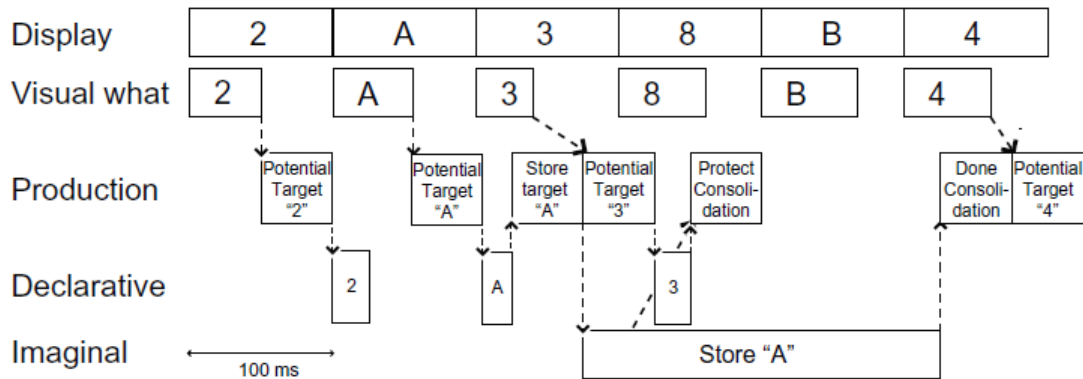 Display 2 A 3 8 B 4
Visual what 2 A 3 8 B 4
Production
Potential
Target
“2”
Potential
Target
“A”
Store
target
“A”
Potential
Target
“3”
Protect
Consoli-
dation
Done
Consoli-
dation
Potential
Target
“4”
Declarative 2 A 3
Imaginal Store “A”
100 ms